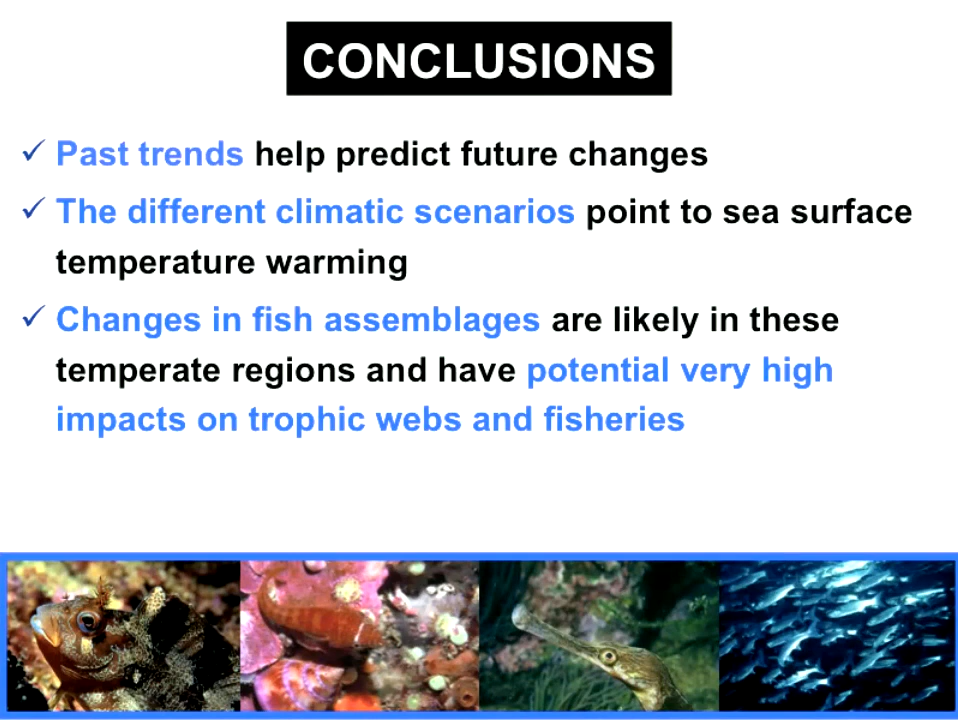 CONCLUSIONS
✓ Past trends help predict future changes
✓ The different climatic scenarios point to sea surface
temperature warming
✓ Changes in fish assemblages are likely in these
temperate regions and have potential very high
impacts on trophic webs and fisheries